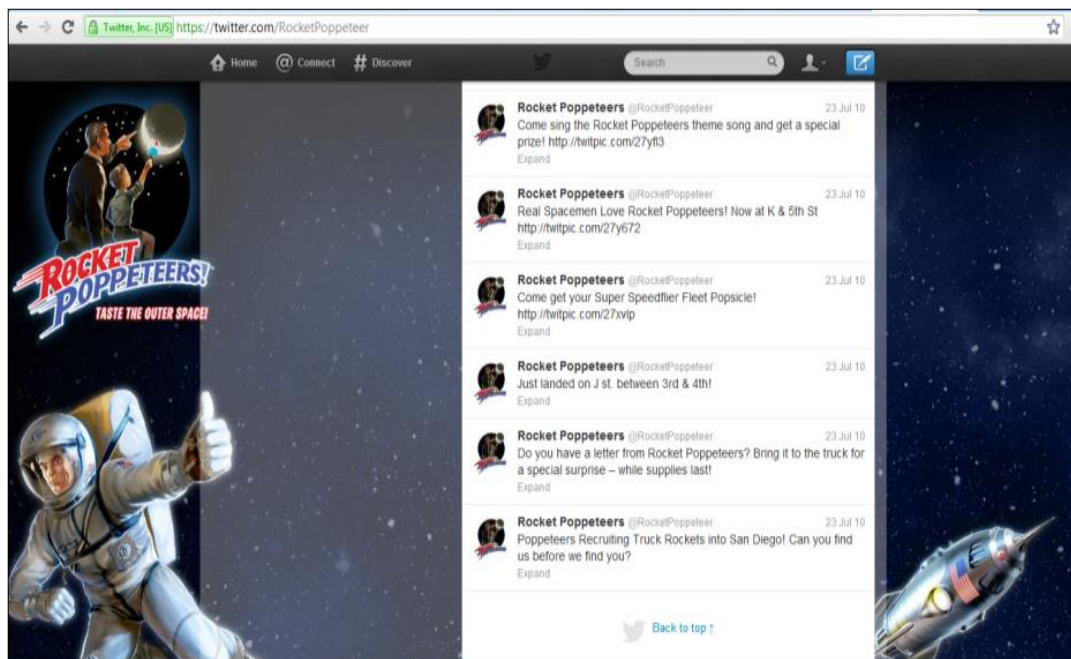 Twitter, Inc. [US] https://twitter.com/RocketPoppeteer
Home @ Connect # Discover Search
Rocket Poppeteers @RocketPoppeteer 23 Jul 10
Come sing the Rocket Poppeteers theme song and get a special
prize! http://twitpic.com/27yfl3
Expand
Rocket Poppeteers @RocketPoppeteer 23 Jul 10
Real Spacemen Love Rocket Poppeteers! Now at K & 5th St
http://twitpic.com/27y672
Expand
Rocket Poppeteers @RocketPoppeteer 23 Jul 10
Come get your Super Speedflier Fleet Popsicle!
http://twitpic.com/27xvlp
Expand
Rocket Poppeteers @RocketPoppeteer 23 Jul 10
Just landed on J st. between 3rd & 4th!
Expand
Rocket Poppeteers @RocketPoppeteer 23 Jul 10
Do you have a letter from Rocket Poppeteers? Bring it to the truck for
a special surprise – while supplies last!
Expand
Rocket Poppeteers @RocketPoppeteer 23 Jul 10
Poppeteers Recruiting Truck Rockets into San Diego! Can you find
us before we find you?
Expand
Back to top ↑
ROCKET
POPPETEERS!
TASTE THE OUTER SPACE!